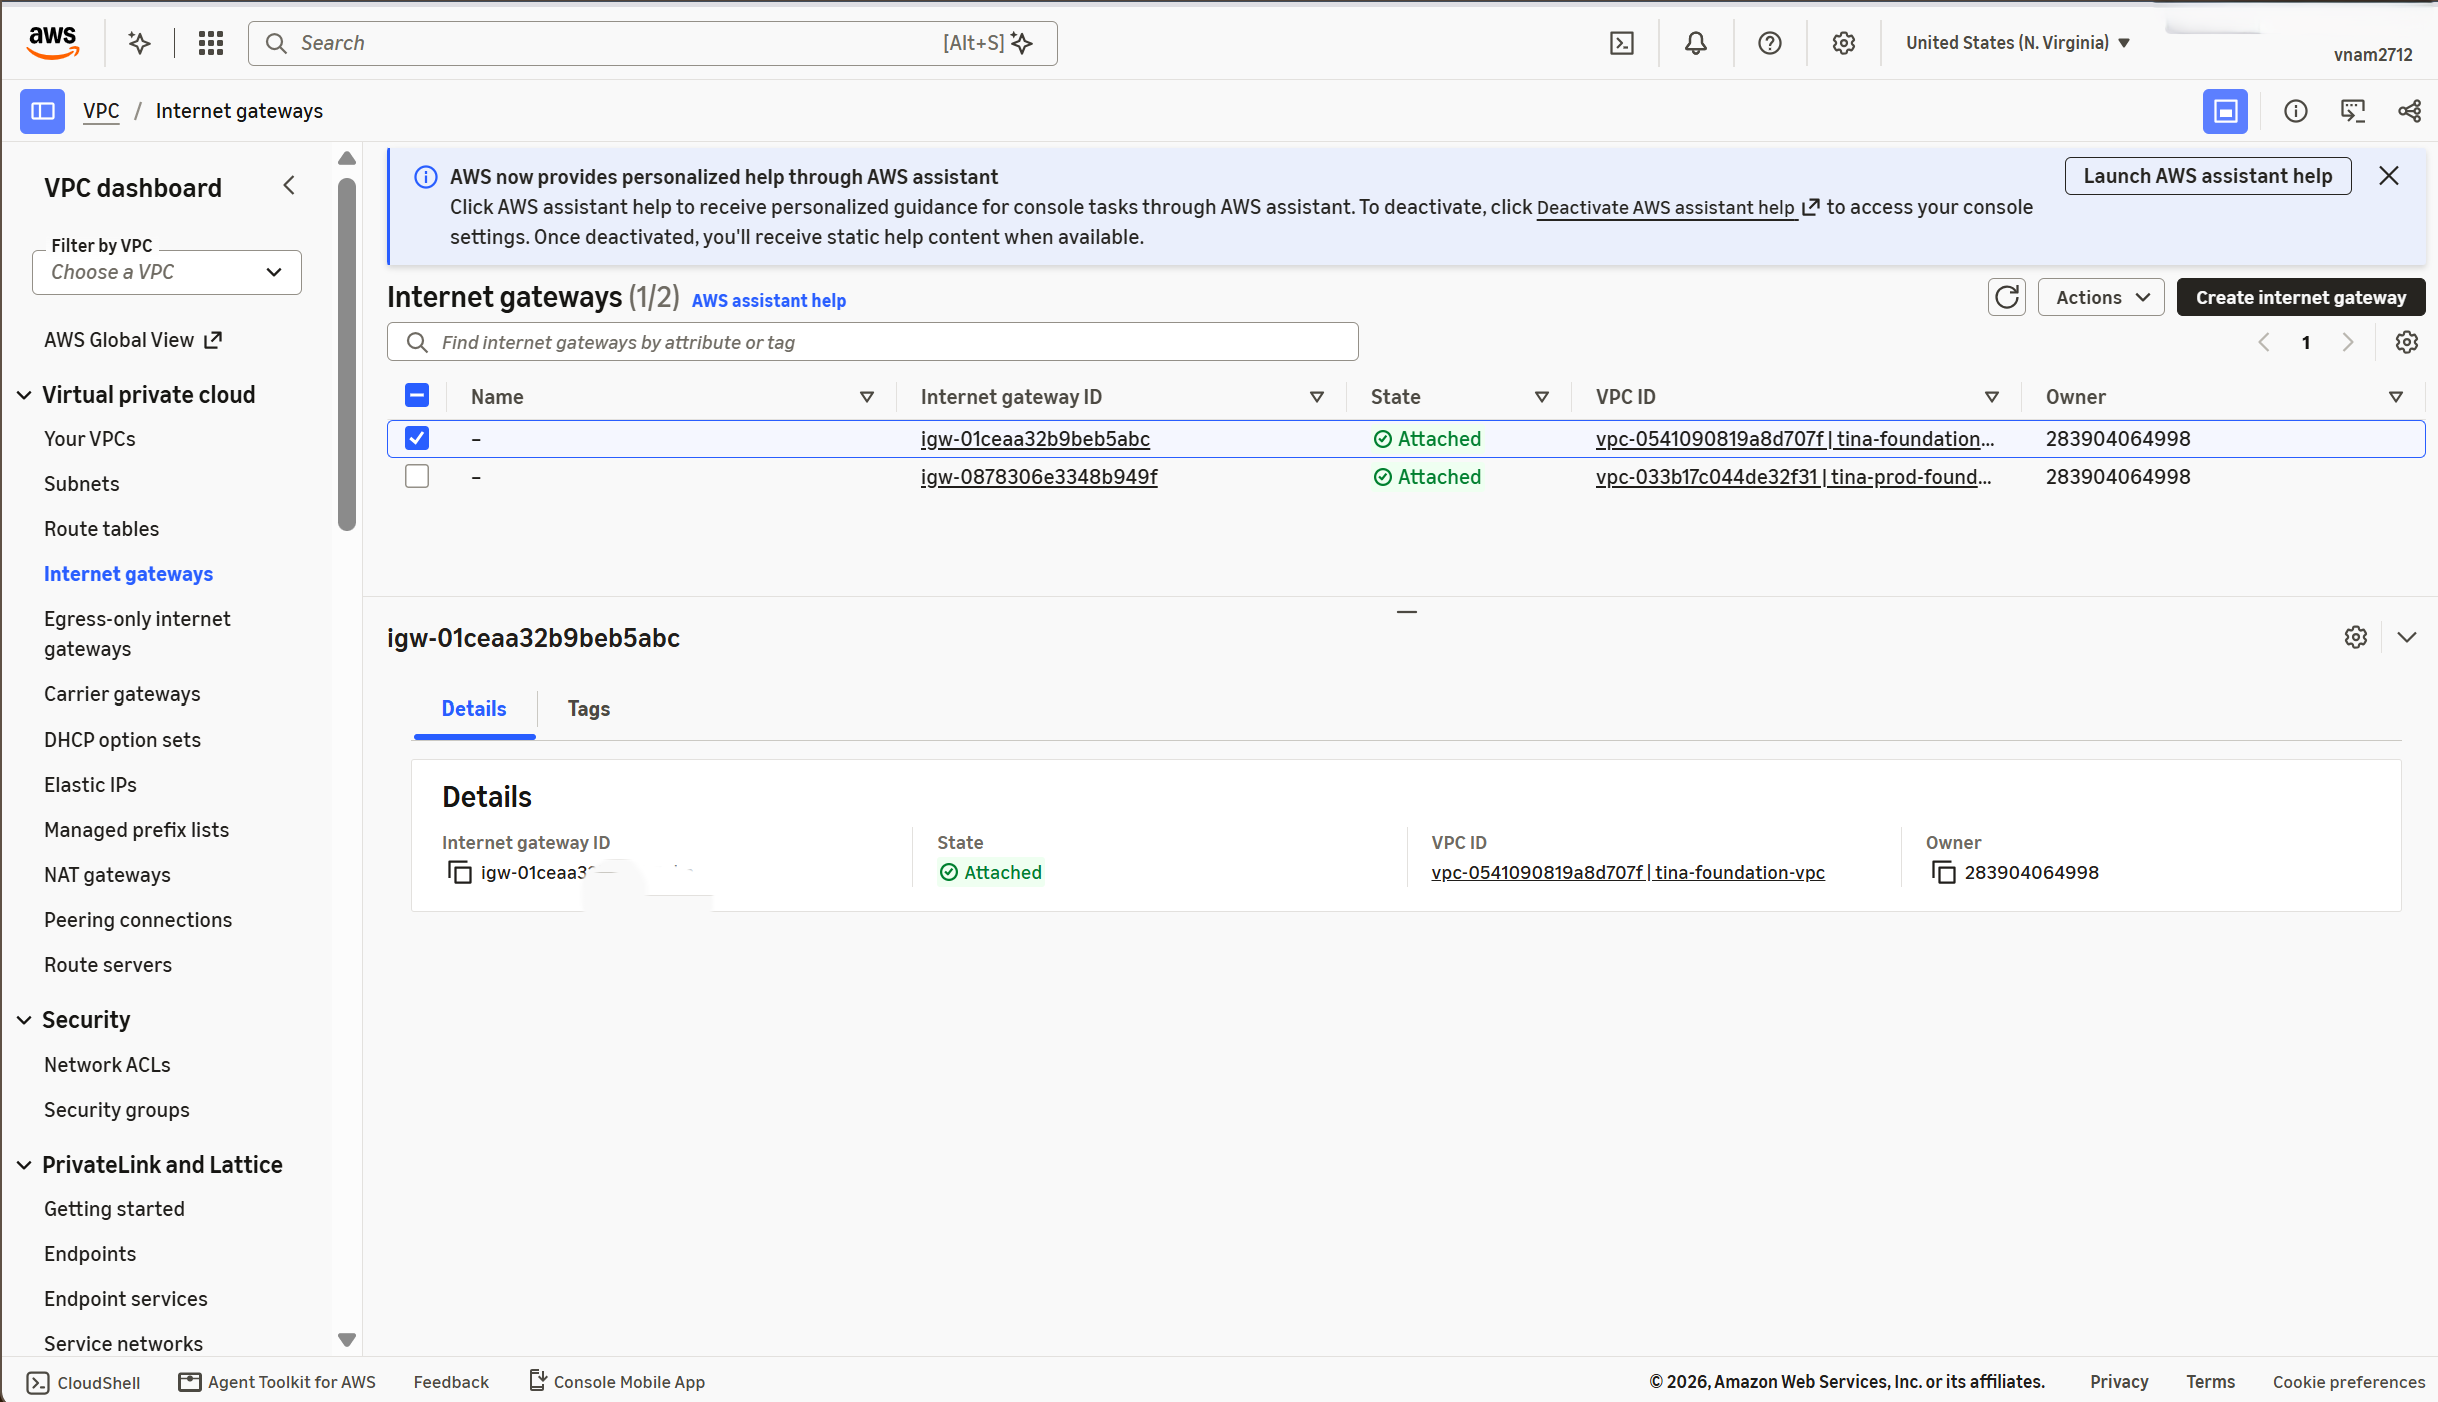 aws
Search [Alt+S]
United States (N. Virginia)
vnam2712
VPC / Internet gateways
VPC dashboard
Filter by VPC
Choose a VPC
AWS Global View
Virtual private cloud
Your VPCs
Subnets
Route tables
Internet gateways
Egress-only internet
gateways
Carrier gateways
DHCP option sets
Elastic IPs
Managed prefix lists
NAT gateways
Peering connections
Route servers
Security
Network ACLs
Security groups
PrivateLink and Lattice
Getting started
Endpoints
Endpoint services
Service networks
AWS now provides personalized help through AWS assistant
Click AWS assistant help to receive personalized guidance for console tasks through AWS assistant. To deactivate, click Deactivate AWS assistant help to access your console
settings. Once deactivated, you'll receive static help content when available.
Launch AWS assistant help
Internet gateways (1/2) AWS assistant help
Actions
Create internet gateway
Find internet gateways by attribute or tag
1
Name Internet gateway ID State VPC ID Owner
– igw-01ceaa32b9beb5abc Attached vpc-0541090819a8d707f | tina-foundation... 283904064998
– igw-0878306e3348b949f Attached vpc-033b17c044de32f31 | tina-prod-found... 283904064998
igw-01ceaa32b9beb5abc
Details Tags
Details
Internet gateway ID State VPC ID Owner
Attached vpc-0541090819a8d707f | tina-foundation-vpc 283904064998
CloudShell Agent Toolkit for AWS Feedback Console Mobile App © 2026, Amazon Web Services, Inc. or its affiliates. Privacy Terms Cookie preferences